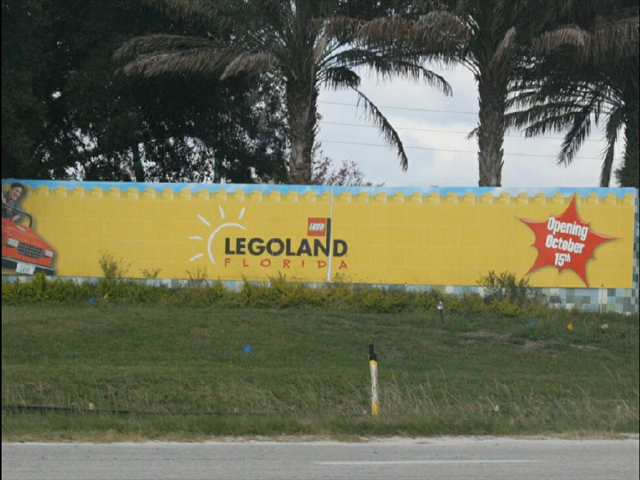 LEGO
LEGOLAND
FLORIDA
Opening
October
15th